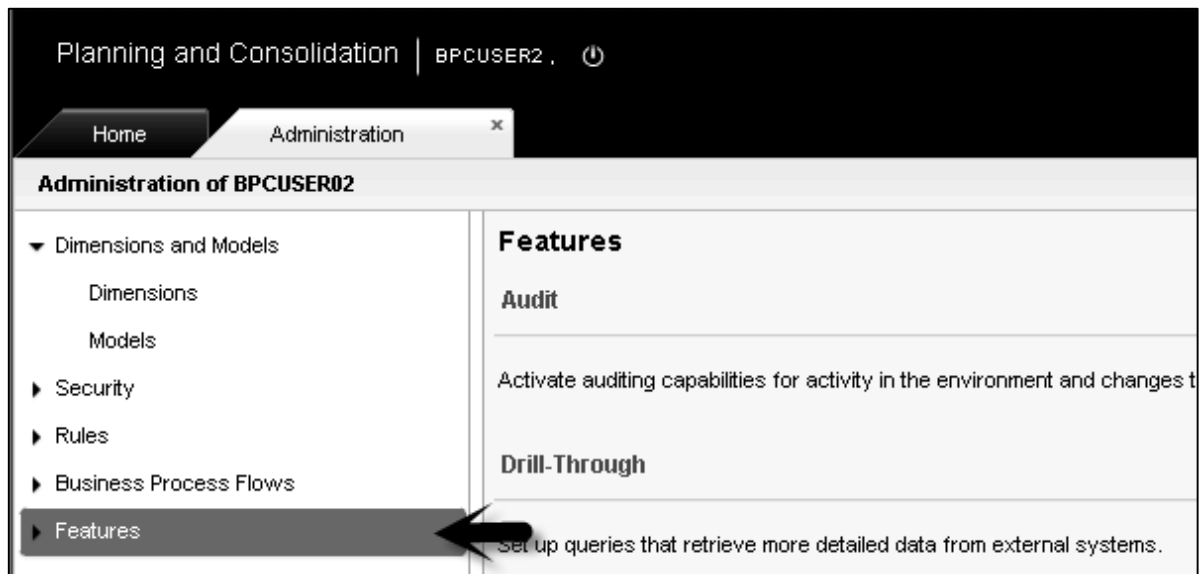 Planning and Consolidation | BPCUSER2,
Home
Administration
×
Administration of BPCUSER02
Dimensions and Models
Dimensions
Models
Security
Rules
Business Process Flows
Features
Features
Audit
Activate auditing capabilities for activity in the environment and changes t
Drill-Through
Set up queries that retrieve more detailed data from external systems.